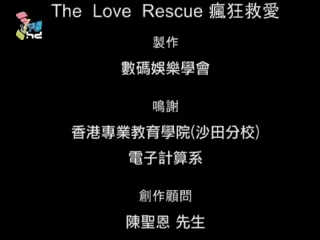 The Love Rescue 瘋狂救愛
製作
數碼娛樂學會
鳴謝
香港專業教育學院(沙田分校)
電子計算系
創作顧問
陳聖恩 先生